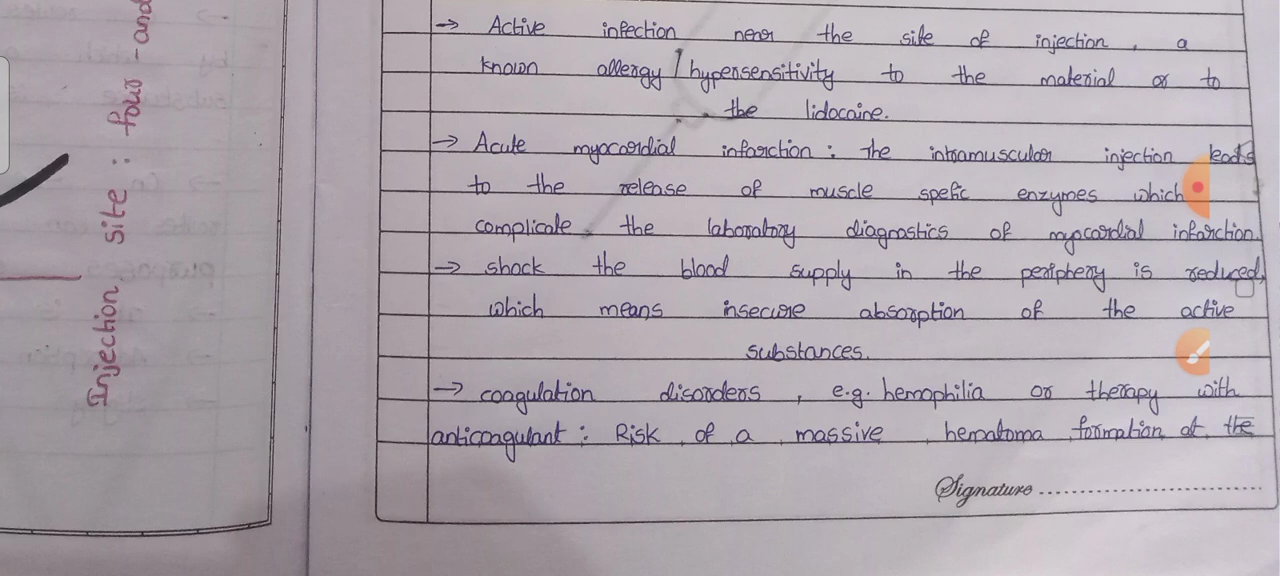 Injection site : four - and
→ Active infection near the site of injection, a
known allergy / hypersensitivity to the material or to
the lidocaine.
→ Acute myocardial infarction : the intramuscular injection leads
to the release of muscle spefic enzymes which
complicate the laboratory diagnostics of myocardial infarction.
→ shock the blood supply in the periphery is reduced,
which means insecure absorption of the active
substances.
→ coagulation disorders , e.g. hemophilia or therapy with
anticoagulant : Risk of a massive hematoma formation at the
Signature